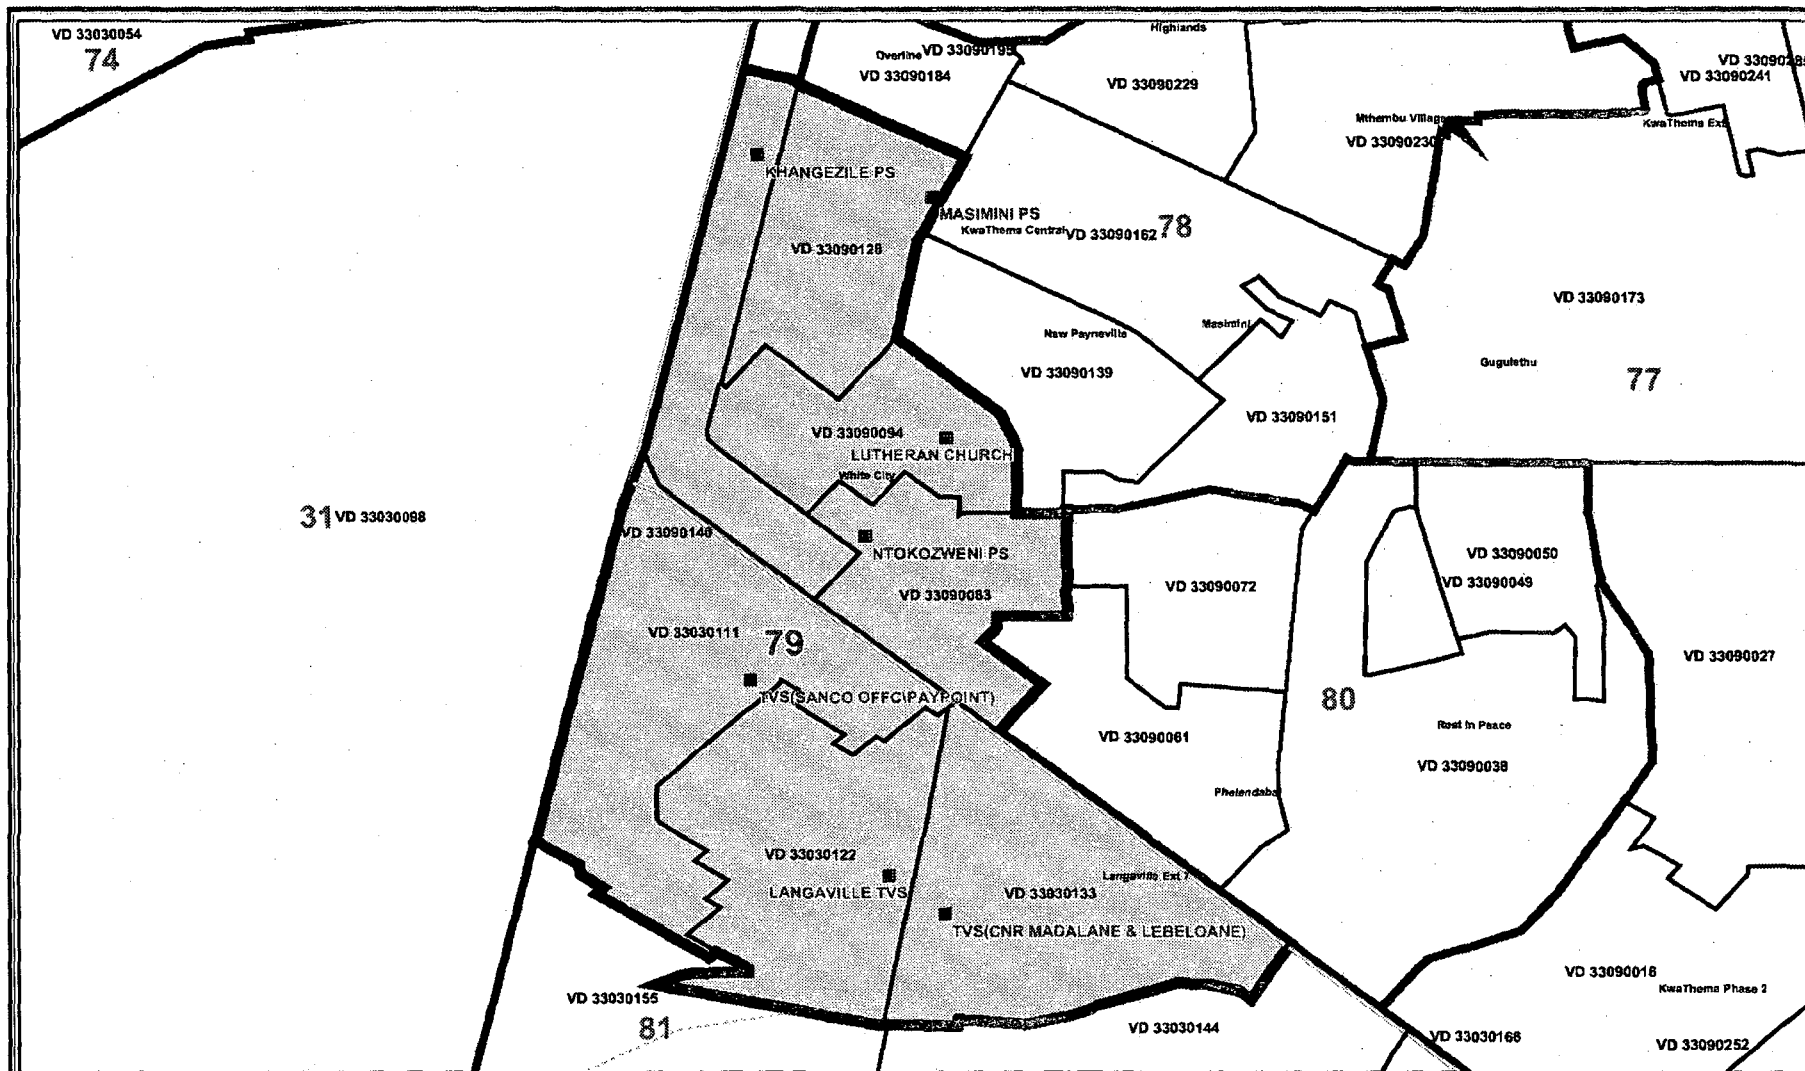 VD 33030054
74
Highlands
Overline
VD 33090195
VD 33090184
VD 33090229
VD 33090241
Mthembu Village
VD 33090230
KHANGEZILE PS
MASIMINI PS
KwaThema Central
VD 33090162
78
VD 33090128
VD 33090173
New Payneville
Masimini
Gugulethu
VD 33090139
77
VD 33090151
VD 33090094
LUTHERAN CHURCH
White City
31
VD 33030098
VD 33090140
NTOKOZWENI PS
VD 33090050
VD 33090049
VD 33090083
VD 33090072
VD 33030111
79
VD 33090027
TVS(SANCO OFFC\PAYPOINT)
80
Rest in Peace
VD 33090061
VD 33090038
Phelendaba
VD 33030122
LANGAVILLE TVS
Langaville Ext 7
VD 33030133
TVS(CNR MADALANE & LEBELOANE)
VD 33090016
KwaThema Phase 2
VD 33030155
81
VD 33030144
VD 33030166
VD 33090252